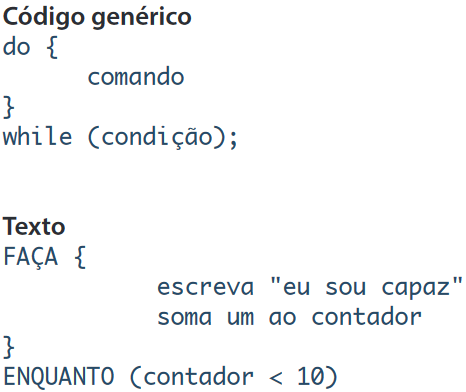 Código genérico
do {
comando
}
while (condição);
Texto
FAÇA {
escreva "eu sou capaz"
soma um ao contador
}
ENQUANTO (contador < 10)